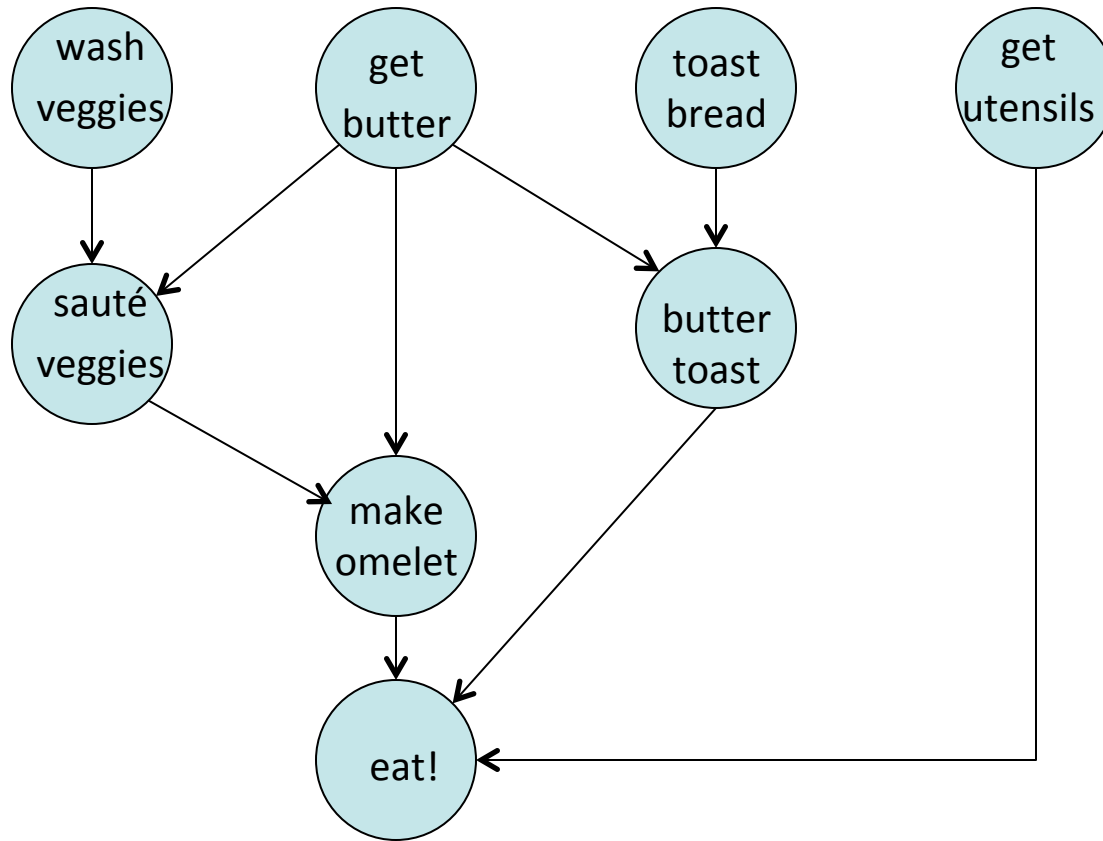 wash
veggies
get
butter
toast
bread
get
utensils
sauté
veggies
butter
toast
make
omelet
eat!